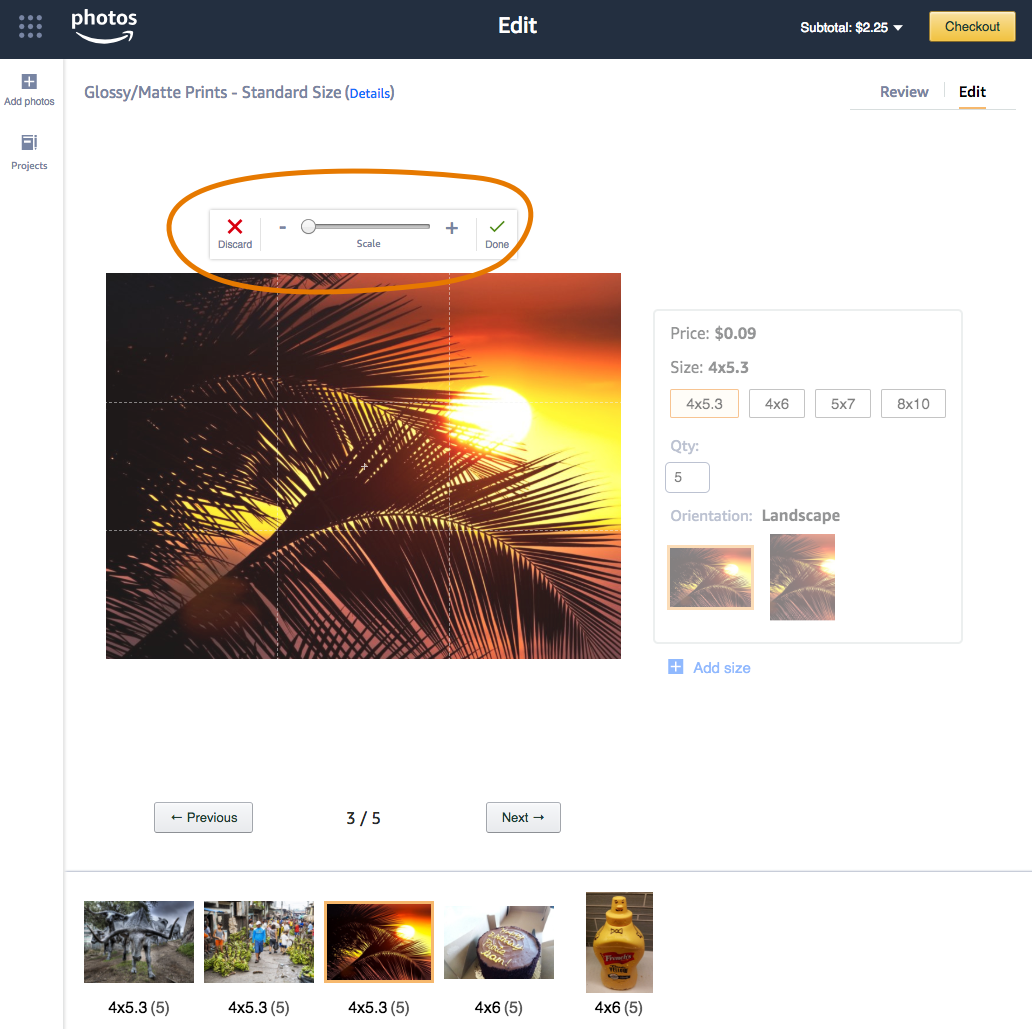 photos
Edit
Subtotal: $2.25
Checkout
Add photos
Projects
Glossy/Matte Prints - Standard Size (Details)
Review
Edit
Discard
-
+
Scale
Done
Price: $0.09
Size: 4x5.3
4x5.3
4x6
5x7
8x10
Qty:
5
Orientation: Landscape
Add size
← Previous
3 / 5
Next →
French's
4x5.3 (5)
4x5.3 (5)
4x5.3 (5)
4x6 (5)
4x6 (5)